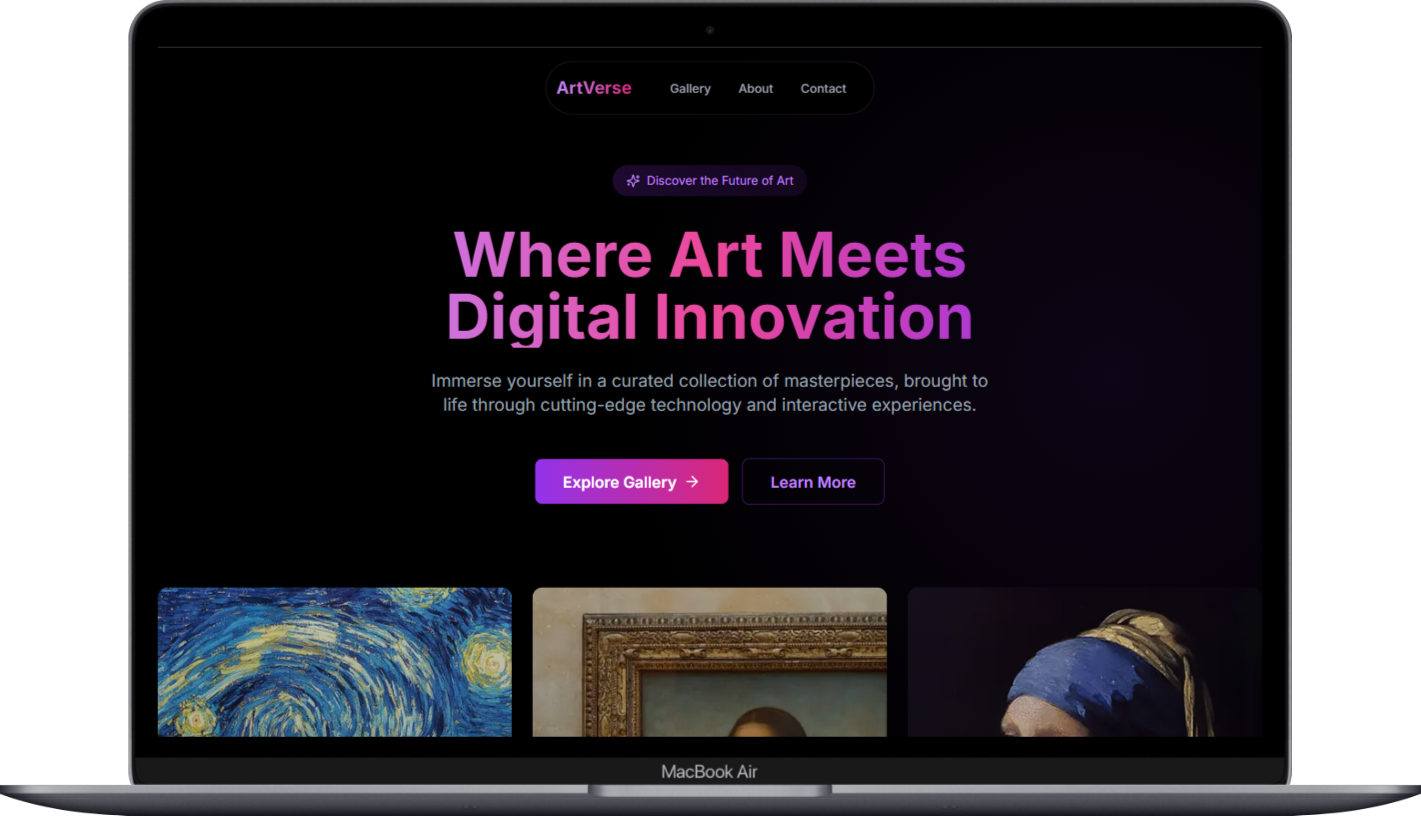 ArtVerse Gallery About Contact
Discover the Future of Art
Where Art Meets
Digital Innovation
Immerse yourself in a curated collection of masterpieces, brought to
life through cutting-edge technology and interactive experiences.
Explore Gallery → Learn More
MacBook Air